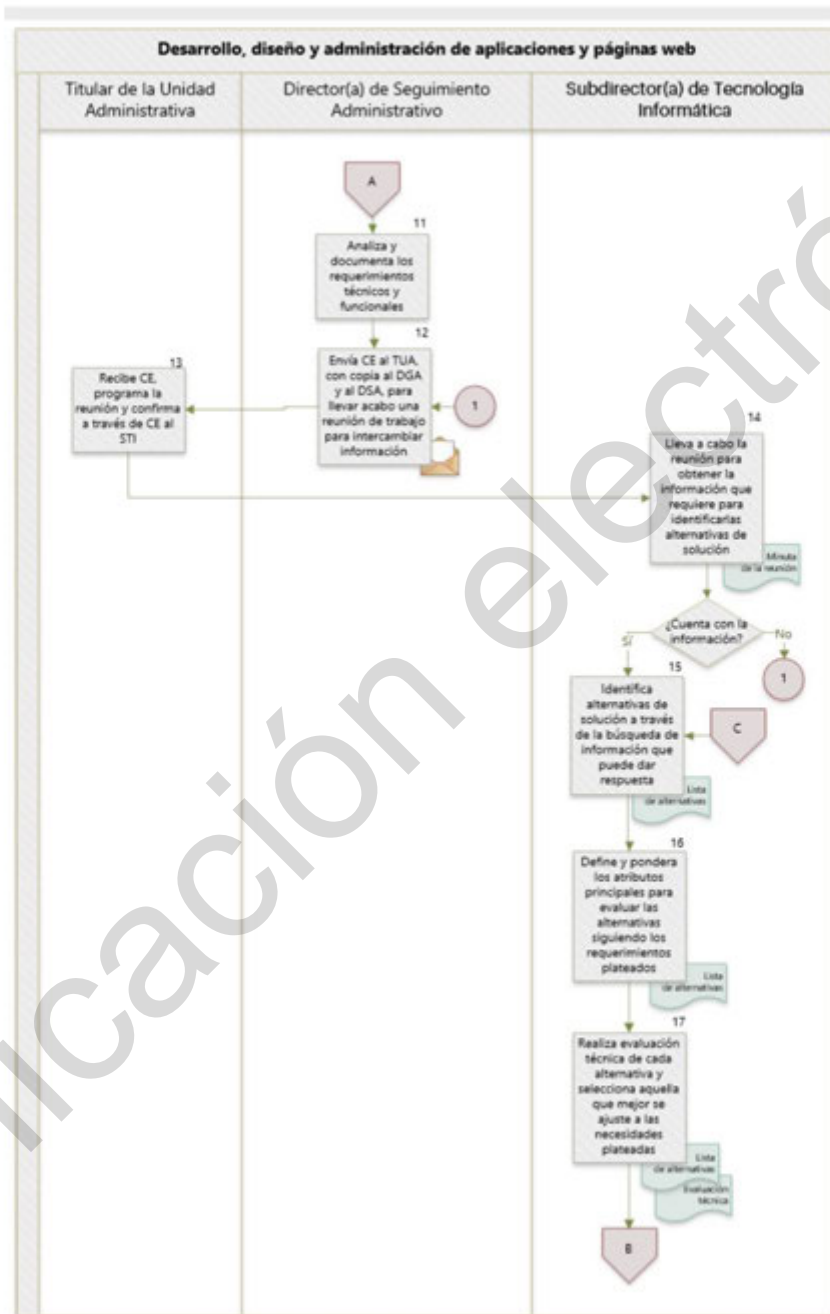 Desarrollo, diseño y administración de aplicaciones y páginas web
Titular de la Unidad
Administrativa
Director(a) de Seguimiento
Administrativo
Subdirector(a) de Tecnología
Informática
A
11
Analiza y
documenta los
requerimientos
técnicos y
funcionales
12
Envía CE al TUA,
con copia al DGA
y al DSA, para
llevar acabo una
reunión de trabajo
para intercambiar
información
1
13
Recibe CE,
programa la
reunión y confirma
a través de CE al
STI
14
Lleva a cabo la
reunión para
obtener la
información que
requiere para
identificarlas
alternativas de
solución
Minuta
de la reunión
¿Cuenta con la
información?
Sí
No
1
15
Identifica
alternativas de
solución a través
de la búsqueda de
información que
puede dar
respuesta
C
Lista
de alternativas
16
Define y pondera
los atributos
principales para
evaluar las
alternativas
siguiendo los
requerimientos
plateados
Lista
de alternativas
17
Realiza evaluación
técnica de cada
alternativa y
selecciona aquella
que mejor se
ajuste a las
necesidades
plateadas
Lista
de alternativas
Evaluación
técnica
B